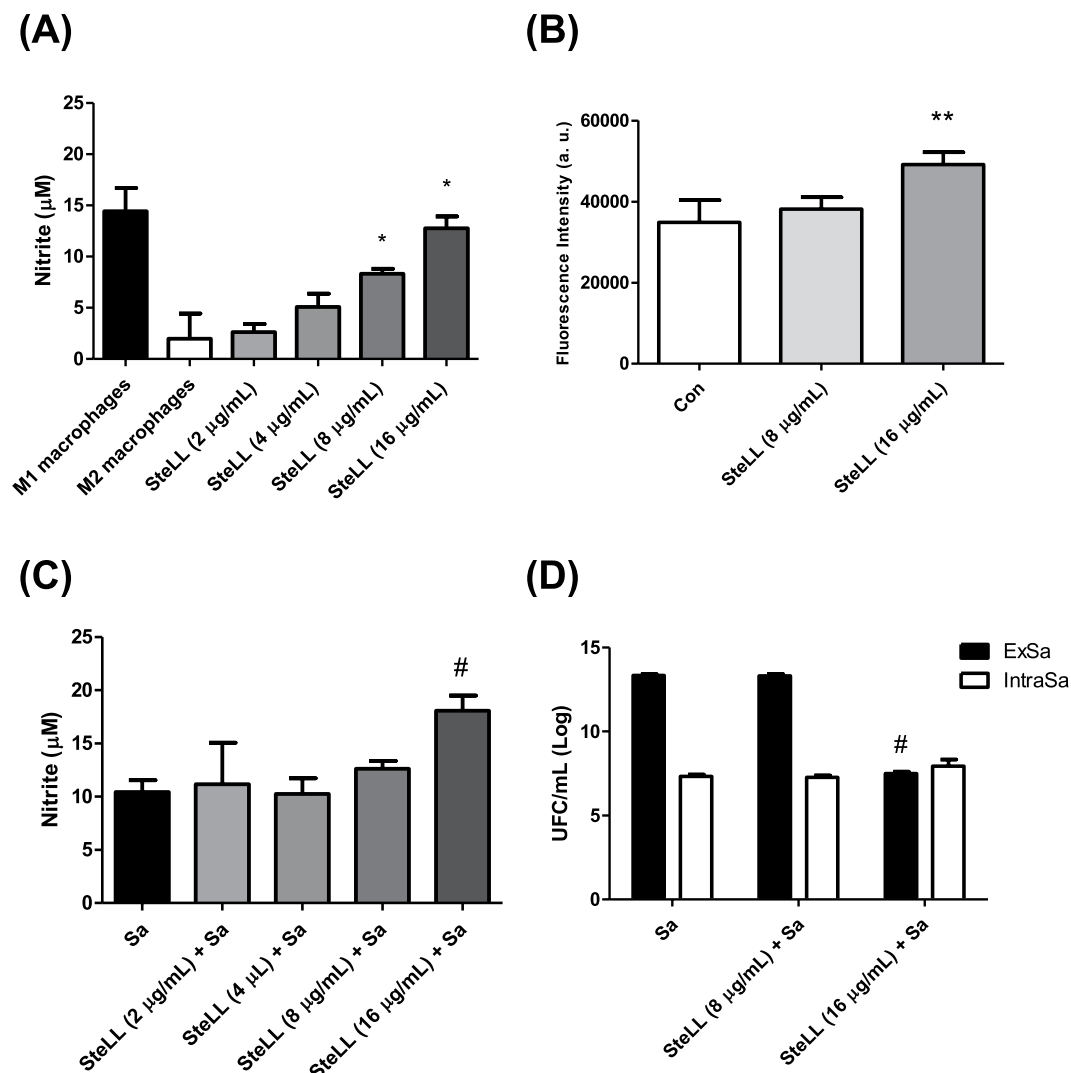 (A)
Nitrite (µM)
25
20
15
10
5
0
*
*
M1 macrophages
M2 macrophages
SteLL (2 µg/mL)
SteLL (4 µg/mL)
SteLL (8 µg/mL)
SteLL (16 µg/mL)
(B)
Fluorescence Intensity (a. u.)
60000
40000
20000
0
**
Con
SteLL (8 µg/mL)
SteLL (16 µg/mL)
(C)
Nitrite (µM)
25
20
15
10
5
0
#
Sa
SteLL (2 µg/mL) + Sa
SteLL (4 µL) + Sa
SteLL (8 µg/mL) + Sa
SteLL (16 µg/mL) + Sa
(D)
UFC/mL (Log)
15
10
5
0
#
ExSa
IntraSa
Sa
SteLL (8 µg/mL) + Sa
SteLL (16 µg/mL) + Sa